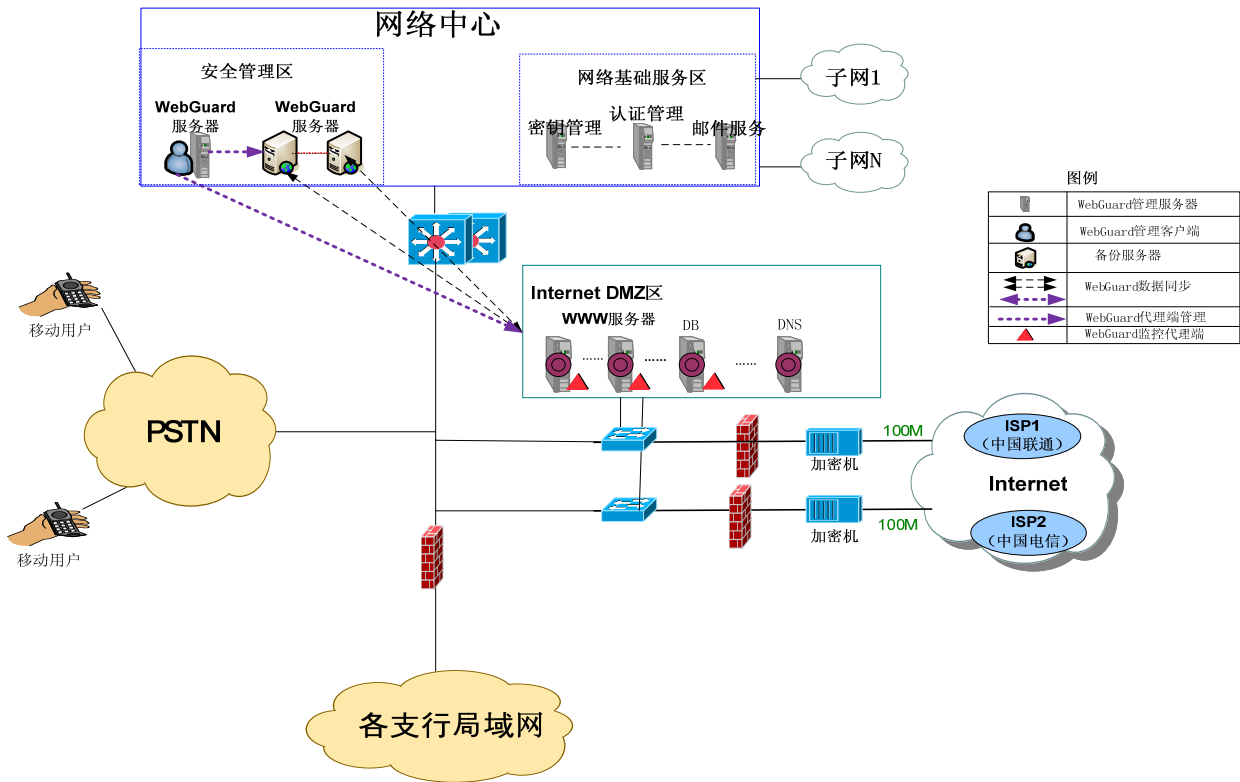 网络中心
安全管理区
WebGuard
服务器
WebGuard
服务器
网络基础服务区
认证管理
密钥管理
邮件服务
子网1
子网N
图例
WebGuard管理服务器
WebGuard管理客户端
备份服务器
WebGuard数据同步
WebGuard代理端管理
WebGuard监控代理端
移动用户
Internet DMZ区
WWW服务器
DB
DNS
......
......
......
PSTN
100M
加密机
ISP1
（中国联通）
Internet
100M
加密机
ISP2
（中国电信）
移动用户
各支行局域网